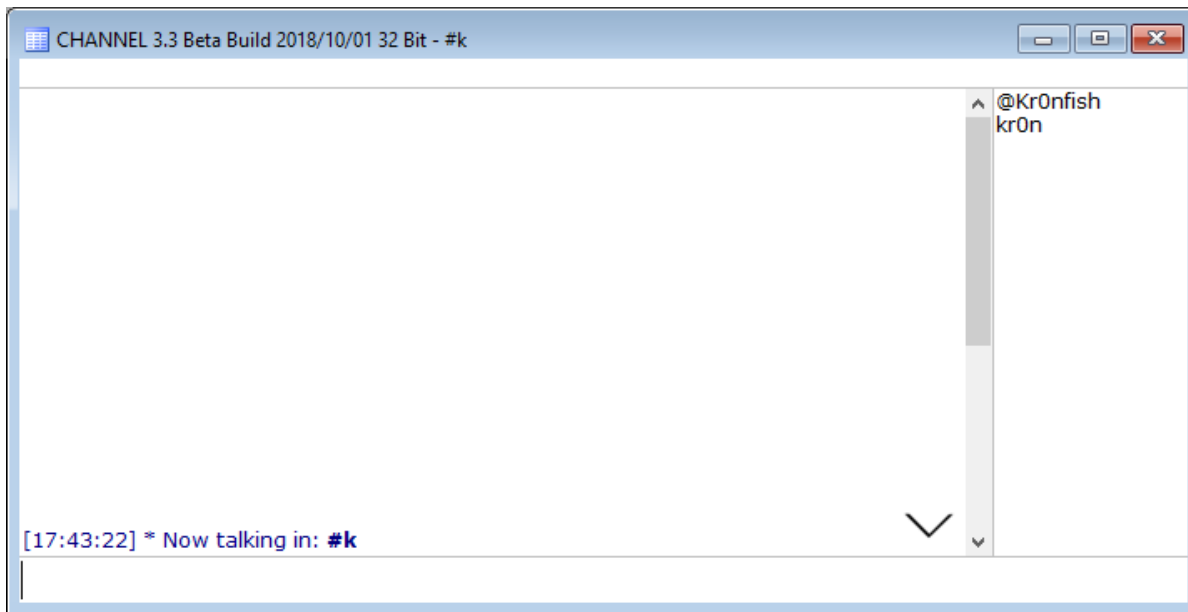 CHANNEL 3.3 Beta Build 2018/10/01 32 Bit - #k
@Kr0nfish
kr0n
[17:43:22] * Now talking in: #k